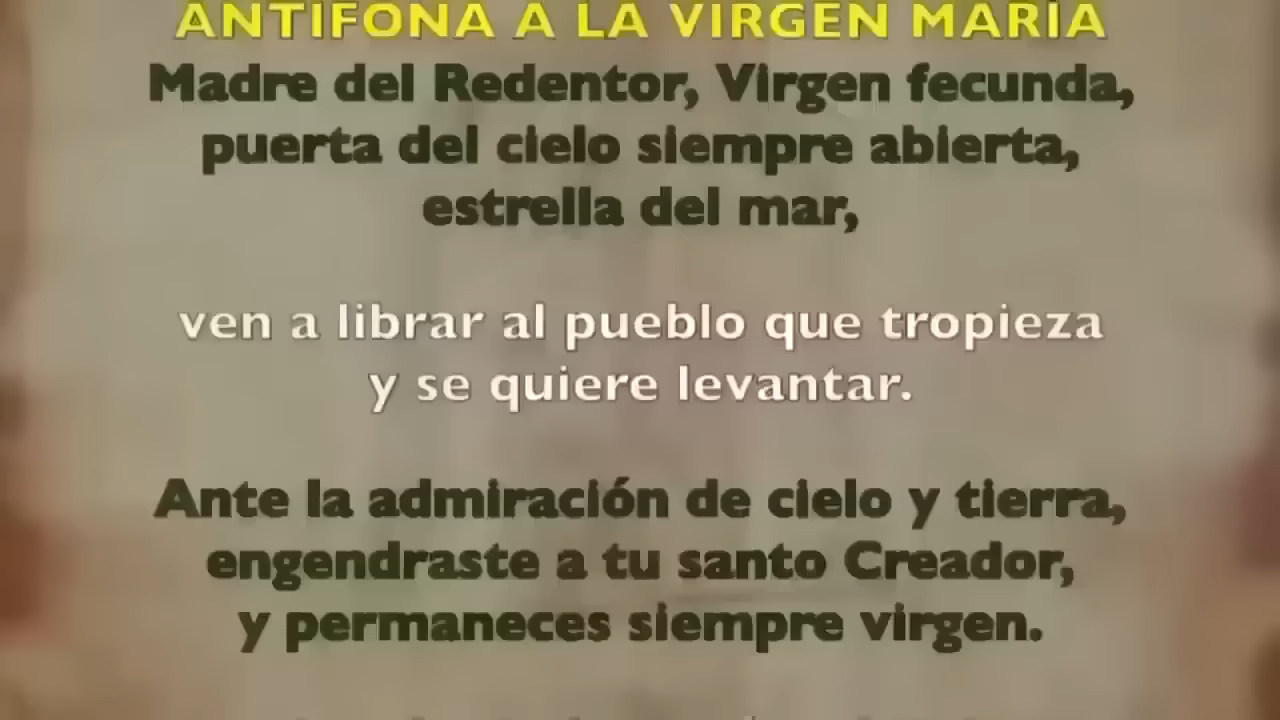 ANTIFONA A LA VIRGEN MARÍA
Madre del Redentor, Virgen fecunda,
puerta del cielo siempre abierta,
estrella del mar,
ven a librar al pueblo que tropieza
y se quiere levantar.
Ante la admiración de cielo y tierra,
engendraste a tu santo Creador,
y permaneces siempre virgen.